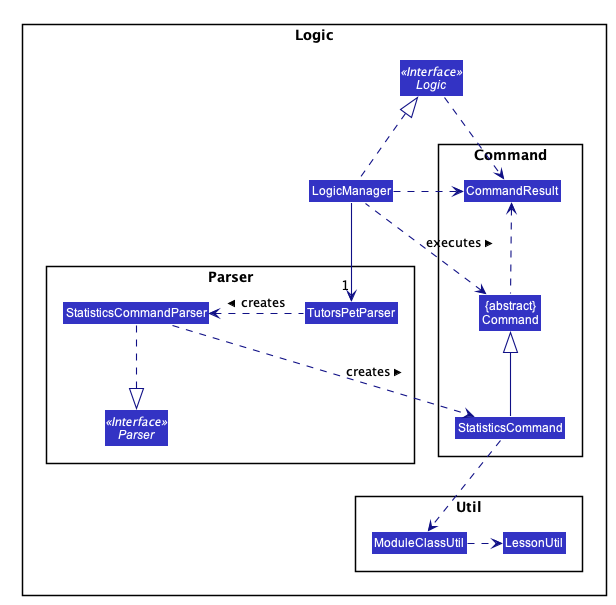 Logic
«Interface»
Logic
Command
LogicManager
CommandResult
executes ►
Parser
1
◄ creates
StatisticsCommandParser
TutorsPetParser
{abstract}
Command
creates ►
«Interface»
Parser
StatisticsCommand
Util
ModuleClassUtil
LessonUtil